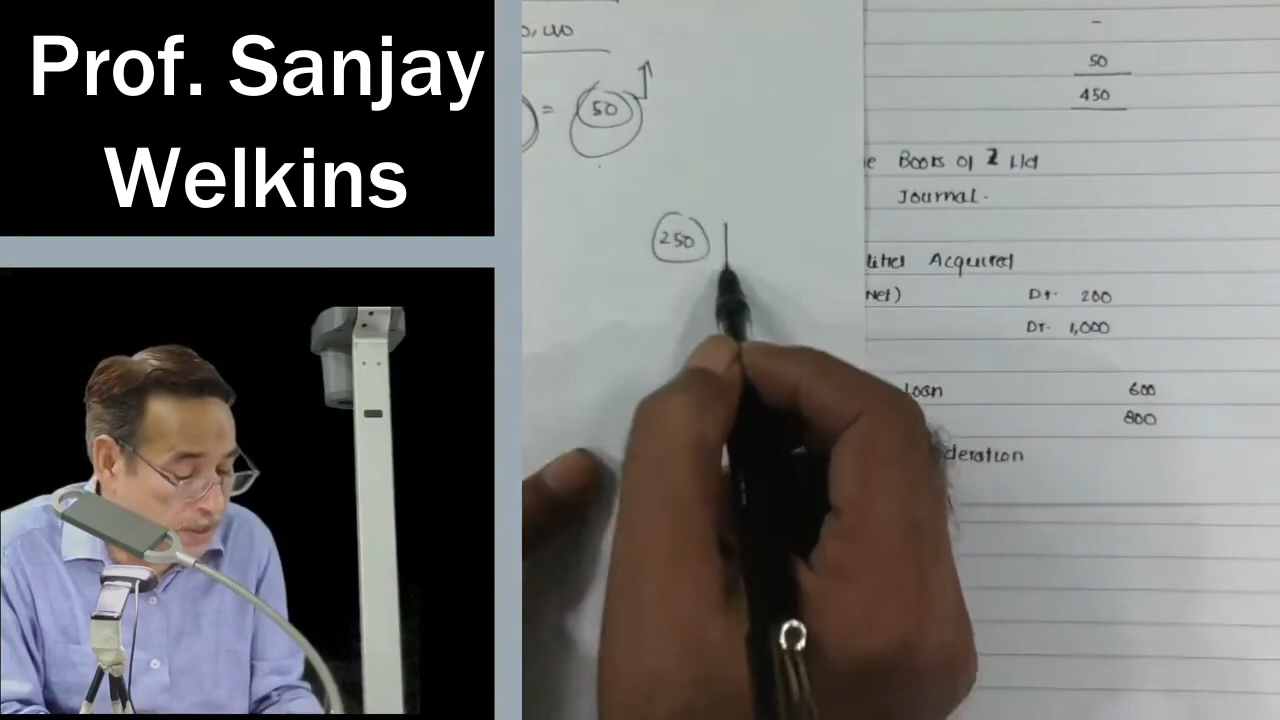 Prof. Sanjay
Welkins
= 50
250
-
50
450
Books of Z Ltd
Journal.
Acquired
Net) Dr. 200
Dr. 1,000
Loan 600
800
deration